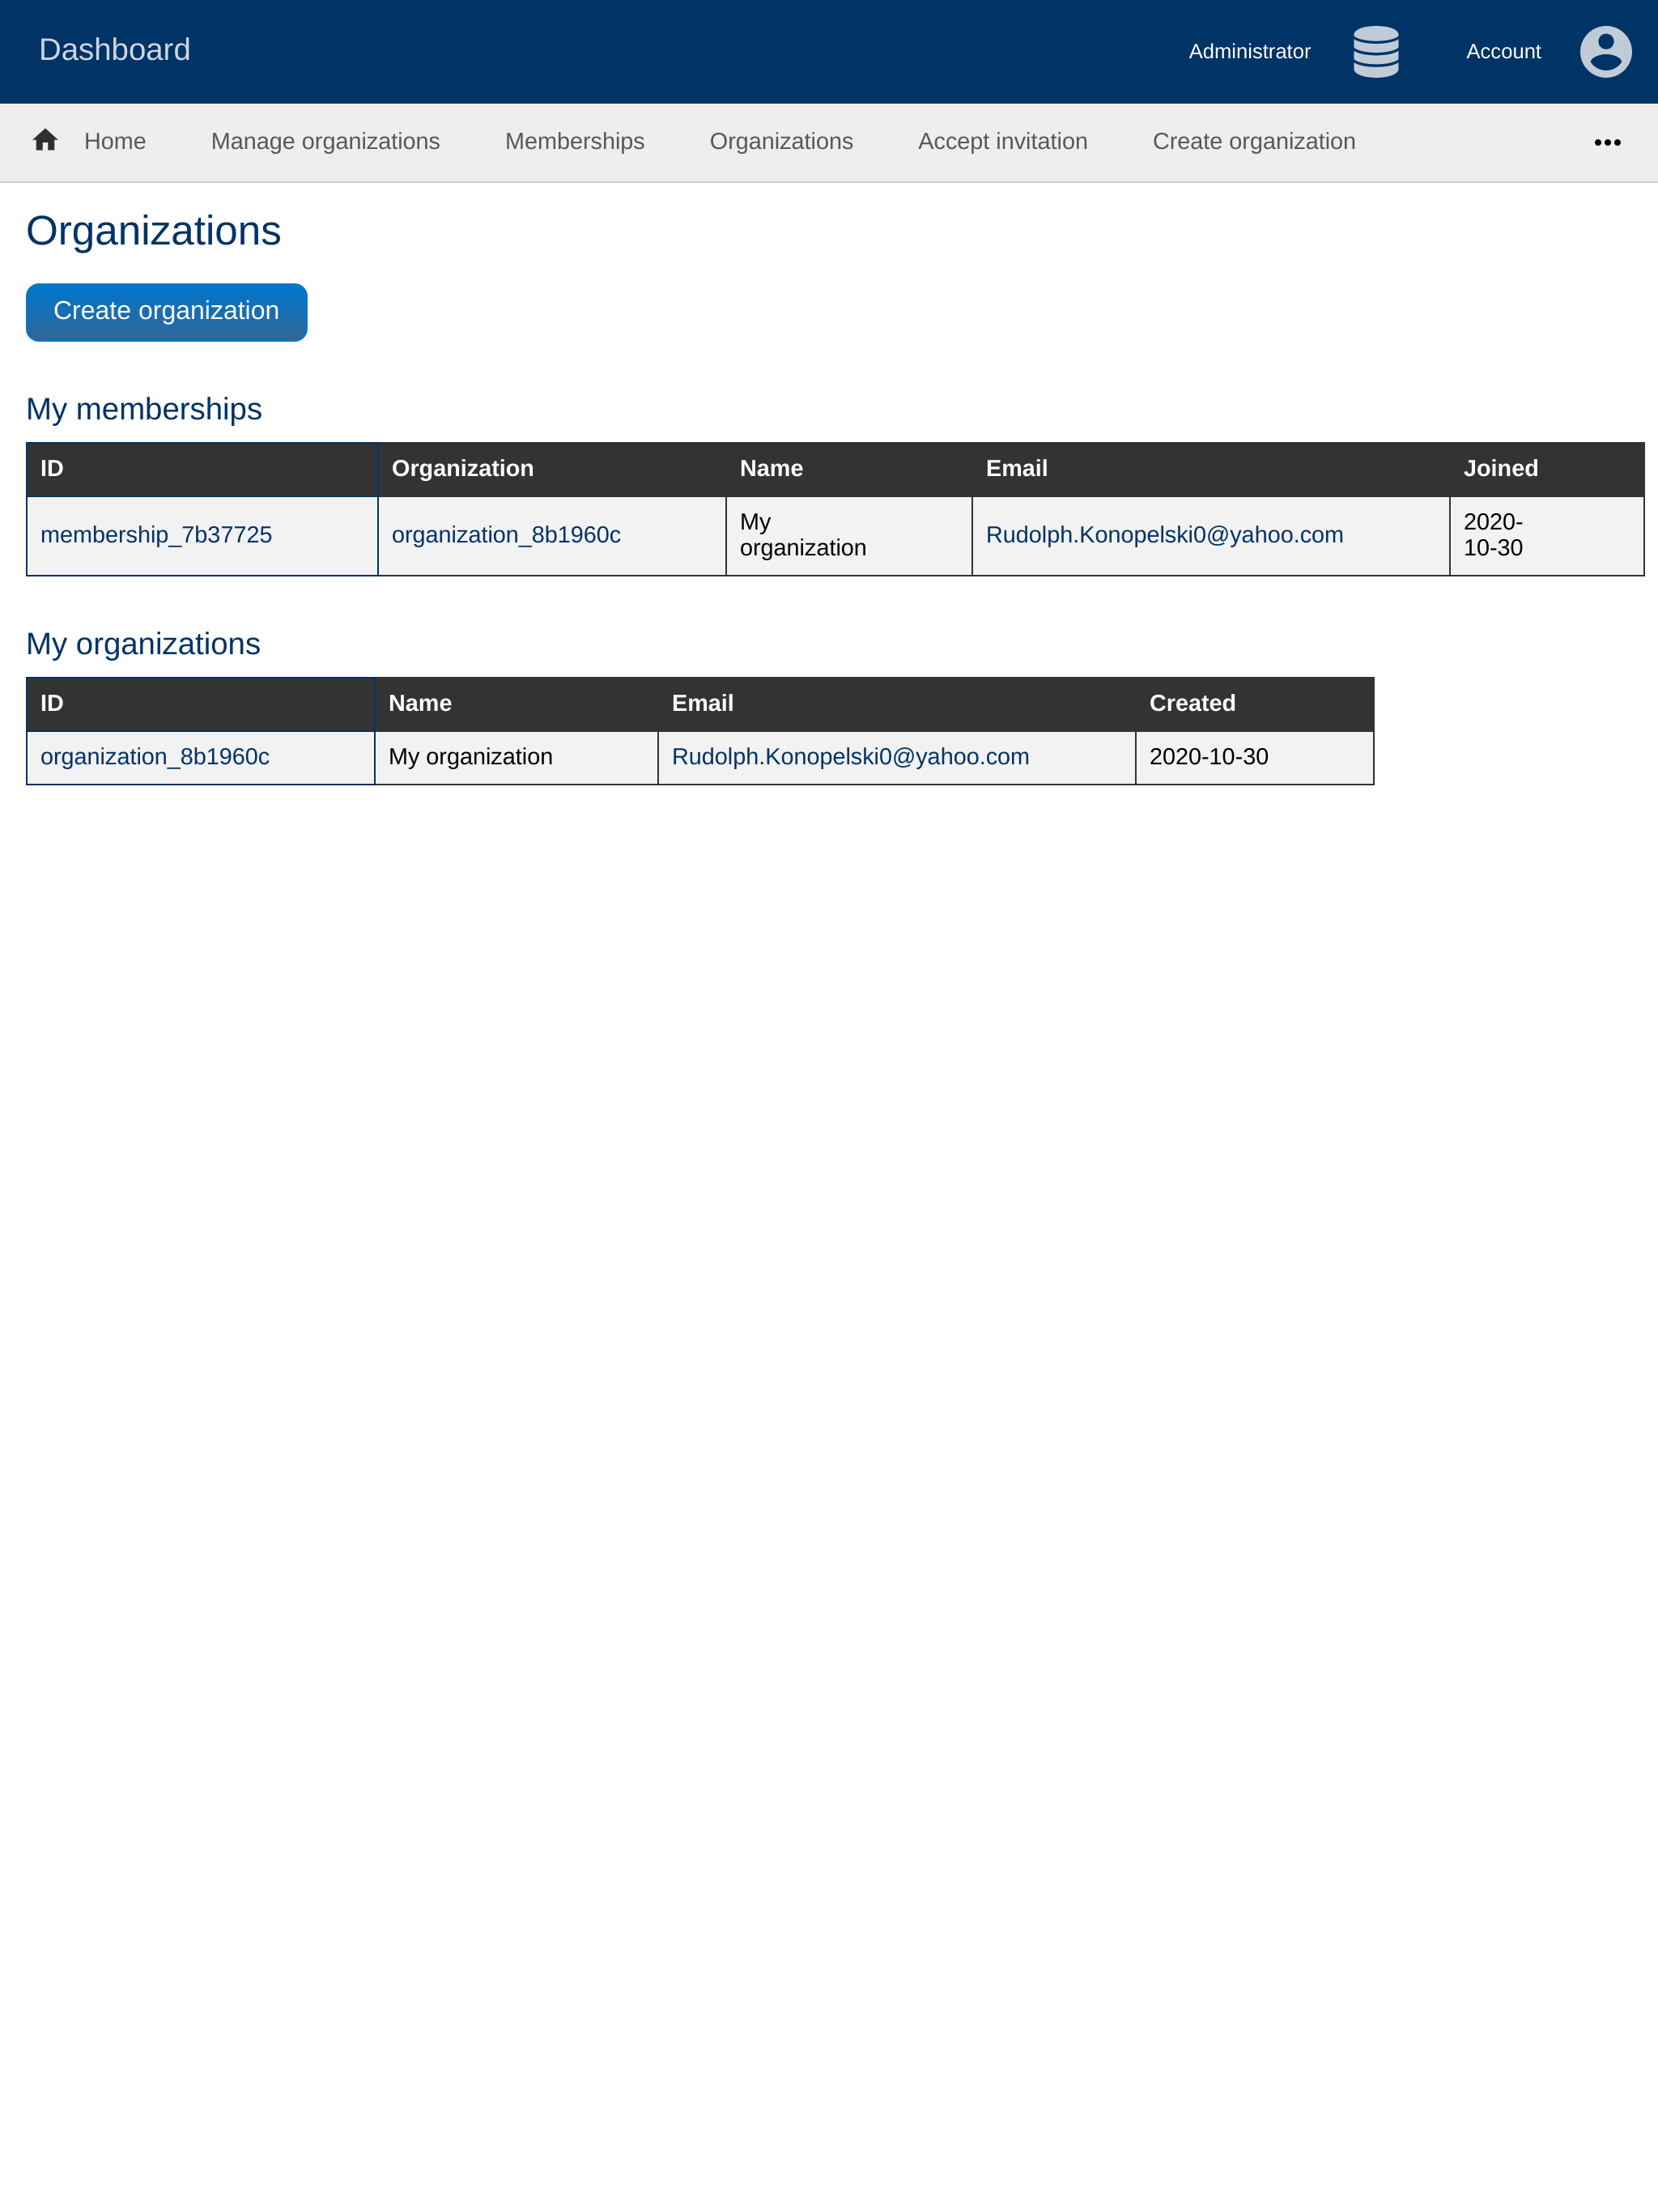 Dashboard
Administrator
Account
Home Manage organizations Memberships Organizations Accept invitation Create organization
Organizations
Create organization
My memberships
ID Organization Name Email Joined
membership_7b37725 organization_8b1960c My organization Rudolph.Konopelski0@yahoo.com 2020-10-30
My organizations
ID Name Email Created
organization_8b1960c My organization Rudolph.Konopelski0@yahoo.com 2020-10-30